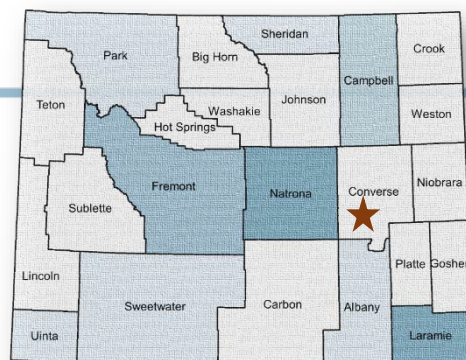 Sheridan
Park
Big Horn
Crook
Campbell
Teton
Johnson
Washakie
Weston
Hot Springs
Fremont
Natrona
Converse
Niobrara
Sublette
Platte
Goshen
Lincoln
Sweetwater
Carbon
Albany
Uinta
Laramie